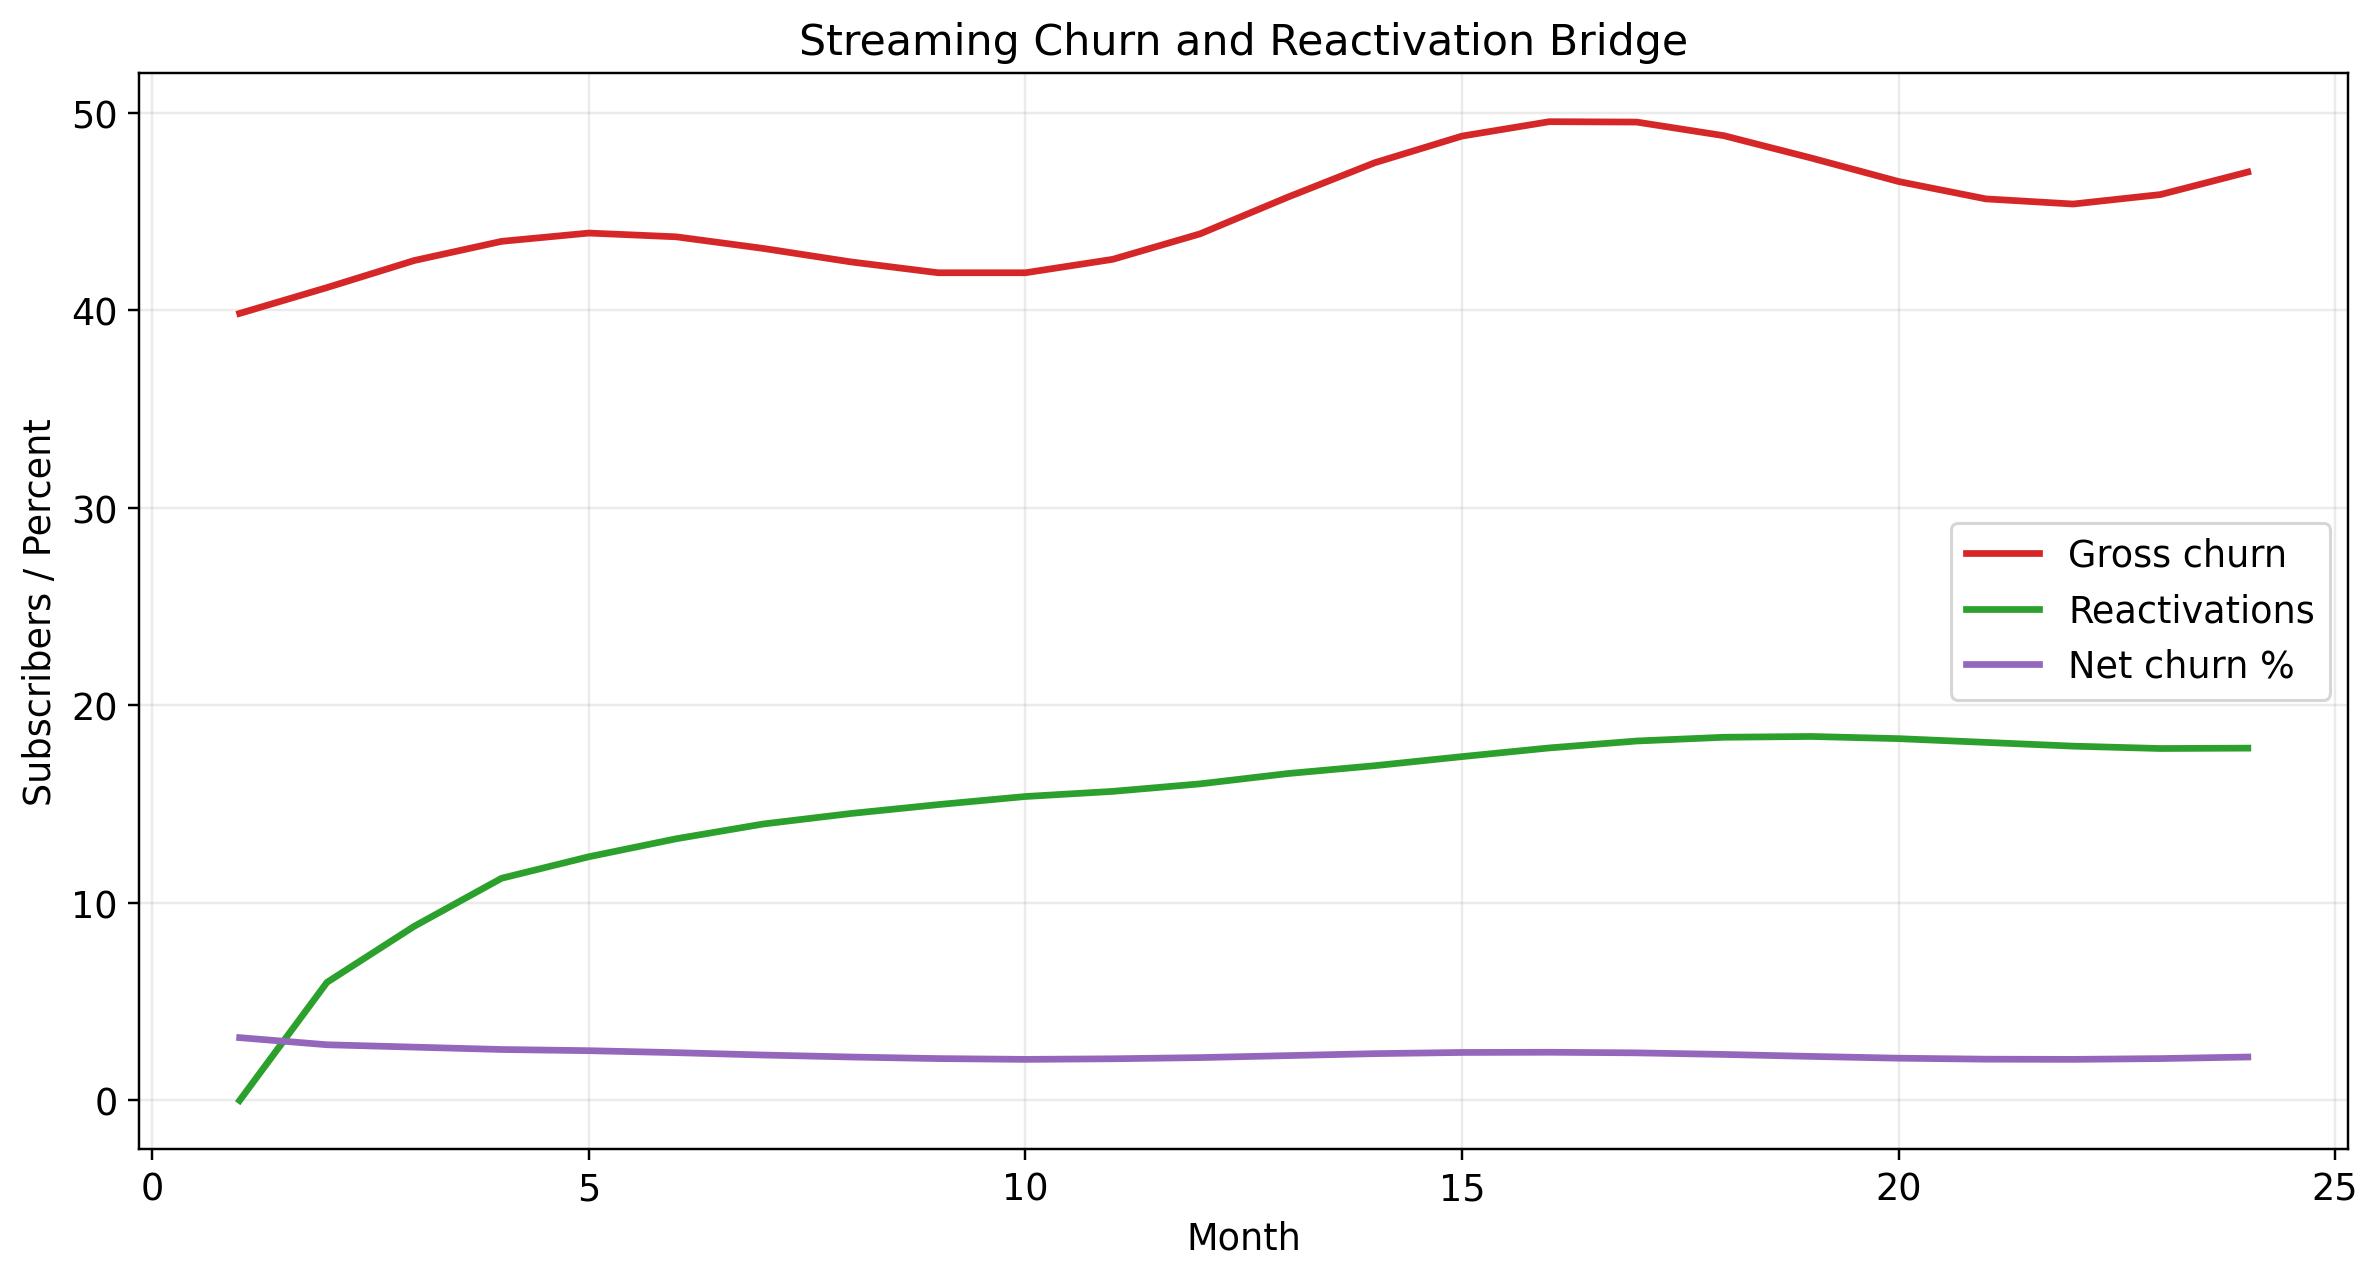 Streaming Churn and Reactivation Bridge
Subscribers / Percent
50
40
30
20
10
0
Gross churn
Reactivations
Net churn %
0 5 10 15 20 25
Month